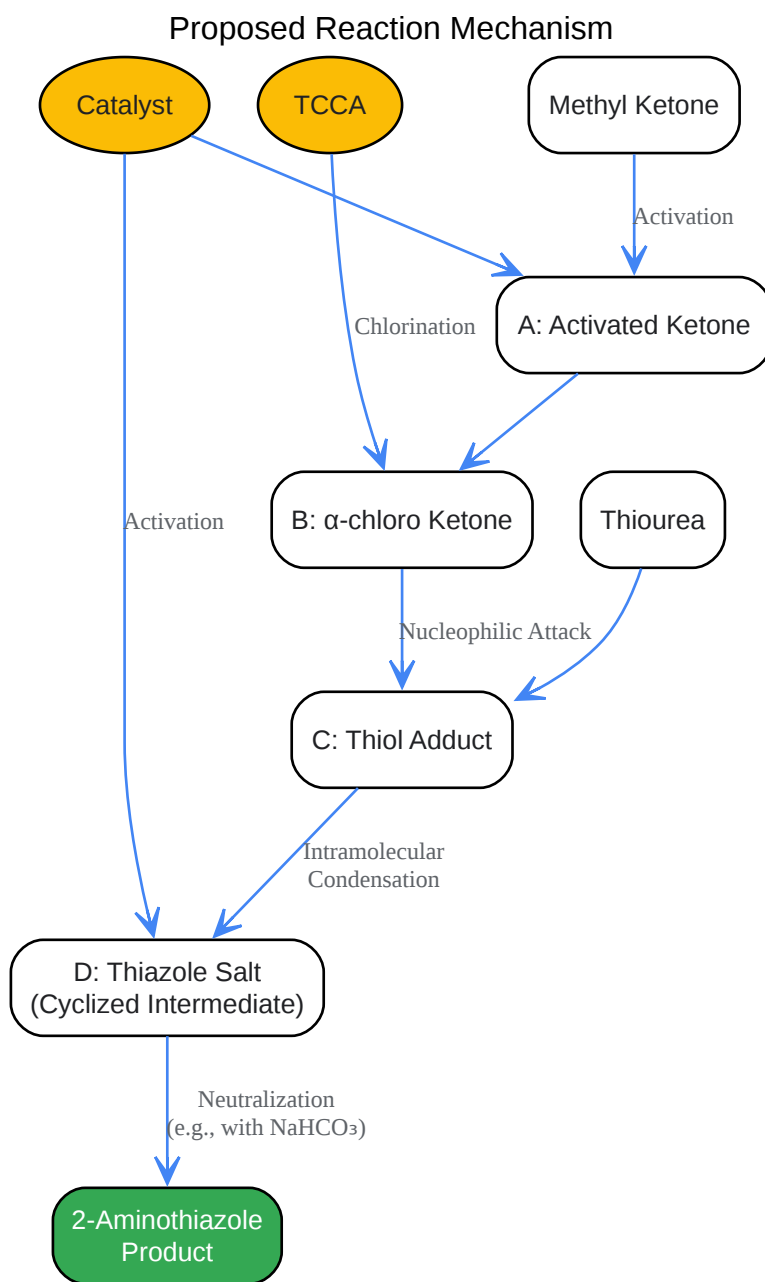 Proposed Reaction Mechanism
Catalyst
TCCA
Methyl Ketone
Activation
A: Activated Ketone
Chlorination
B: α-chloro Ketone
Thiourea
Activation
Nucleophilic Attack
C: Thiol Adduct
Intramolecular
Condensation
D: Thiazole Salt
(Cyclized Intermediate)
Neutralization
(e.g., with NaHCO₃)
2-Aminothiazole
Product